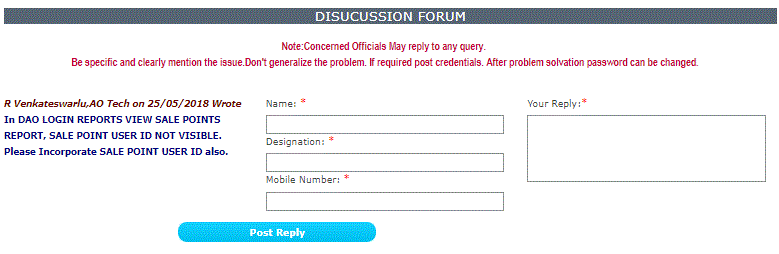 DISUCUSSION FORUM
Note:Concerned Officials May reply to any query.
Be specific and clearly mention the issue.Don't generalize the problem. If required post credentials. After problem solvation password can be changed.
R Venkateswarlu,AO Tech on 25/05/2018 Wrote
In DAO LOGIN REPORTS VIEW SALE POINTS
REPORT, SALE POINT USER ID NOT VISIBLE.
Please Incorporate SALE POINT USER ID also.
Name: *
Designation: *
Mobile Number: *
Your Reply:*
Post Reply